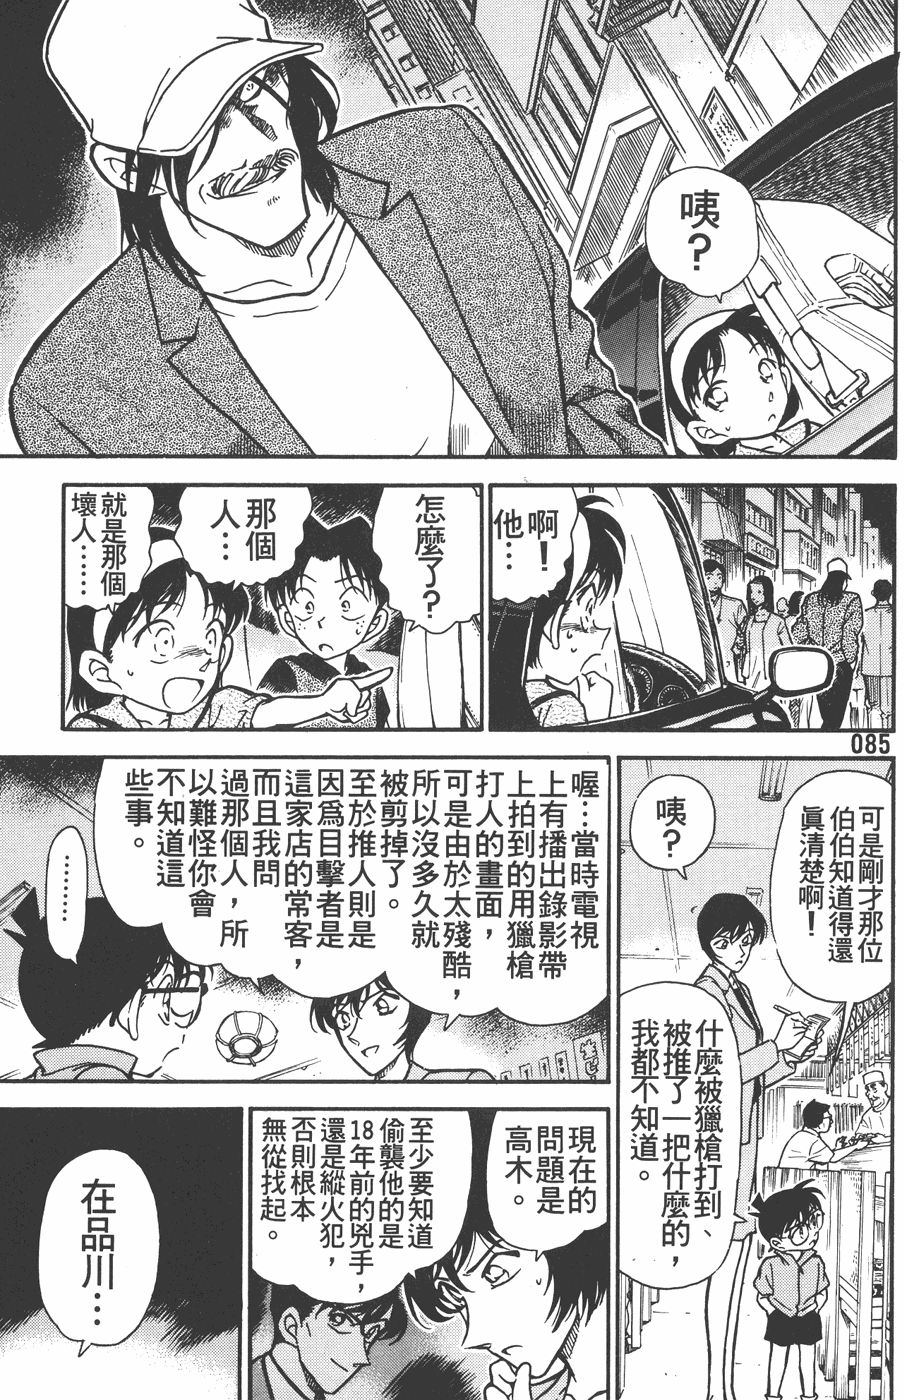 咦？
啊！
他…
怎麼了？
那個
人…
就是那個
壞人……
085
可是剛才那位
伯伯知道得還
眞清楚啊！
咦？
什麼被獵槍打到、
被推了一把什麼的，
我都不知道。
喔…當時電視
上有播出錄影帶
上拍到的用獵槍
打人的畫面，
可是由於太殘酷，
所以沒多久就
被剪掉了。
至於推人則是
因爲目擊者是
這家店的常客，
而且我問
過那個人，所
以難怪你會
不知道這
些事。
………
現在的
問題是
高木。
至少要知道
偷襲他的是
18年前的兇手，
還是縱火犯，
否則根本
無從找起。
在品川…